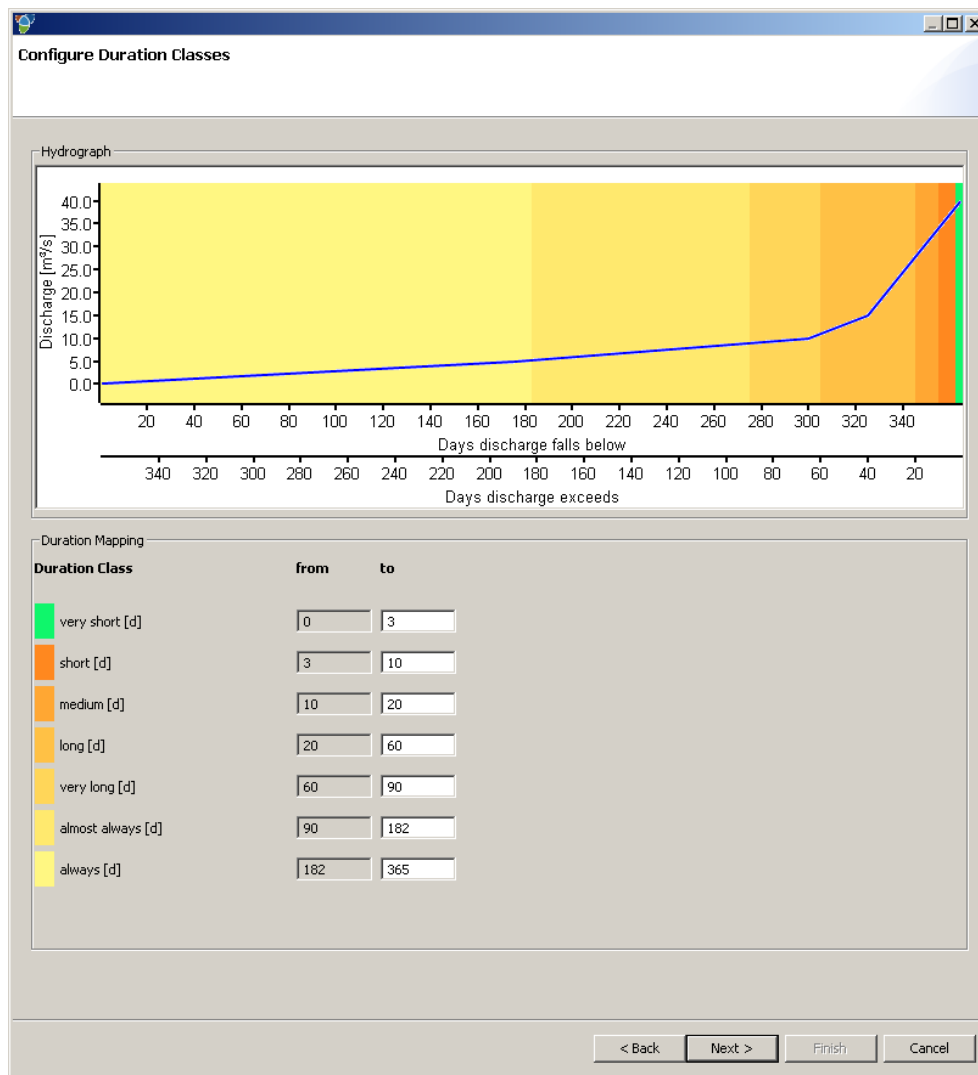 Configure Duration Classes
Hydrograph
Discharge [m³/s]
40.0
35.0
30.0
25.0
20.0
15.0
10.0
5.0
0.0
20 40 60 80 100 120 140 160 180 200 220 240 260 280 300 320 340
Days discharge falls below
340 320 300 280 260 240 220 200 180 160 140 120 100 80 60 40 20
Days discharge exceeds
Duration Mapping
Duration Class from to
very short [d] 0 3
short [d] 3 10
medium [d] 10 20
long [d] 20 60
very long [d] 60 90
almost always [d] 90 182
always [d] 182 365
< Back Next > Finish Cancel